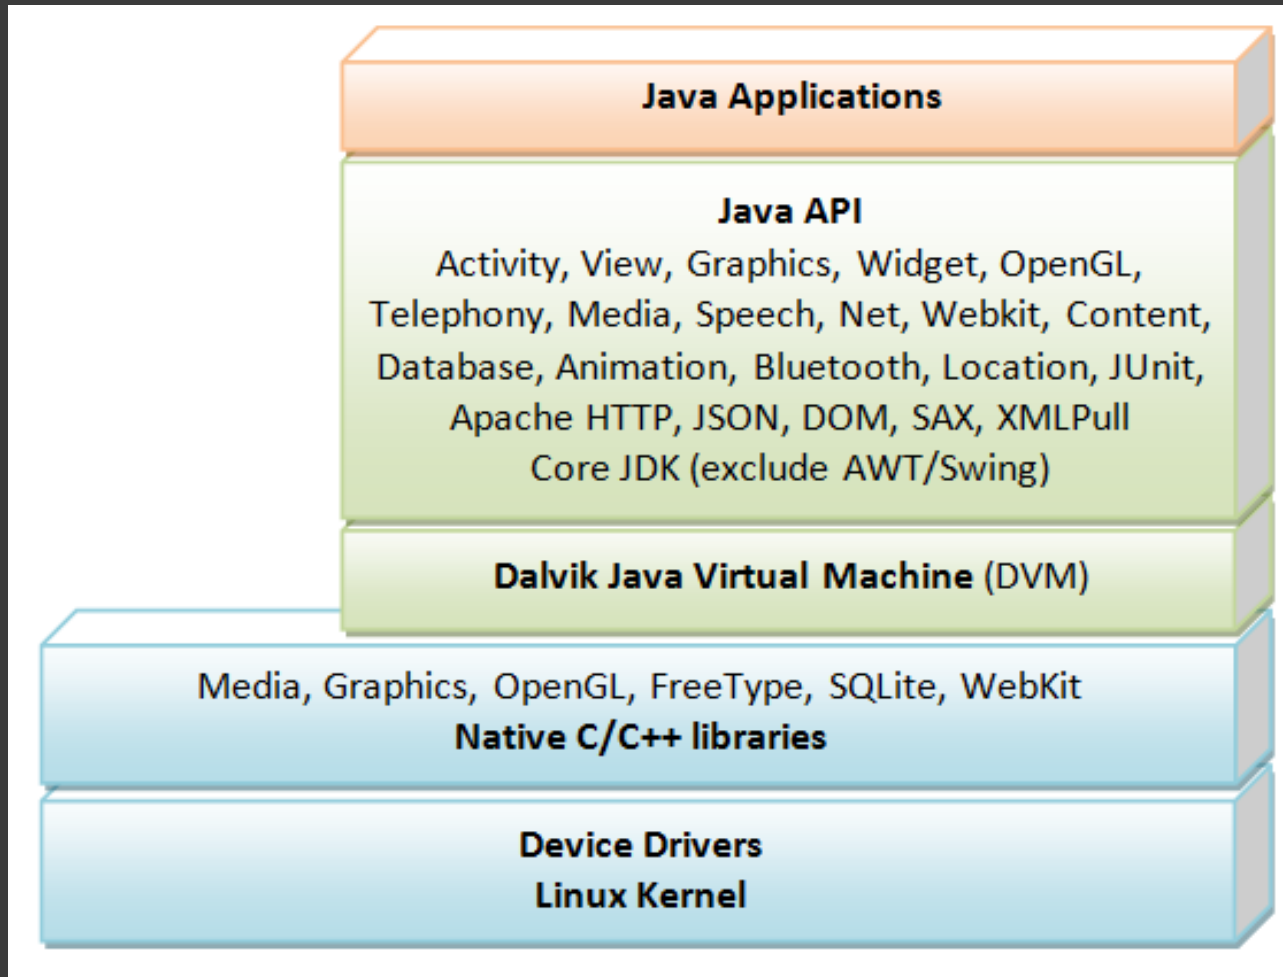 Java Applications
Java API
Activity, View, Graphics, Widget, OpenGL,
Telephony, Media, Speech, Net, Webkit, Content,
Database, Animation, Bluetooth, Location, JUnit,
Apache HTTP, JSON, DOM, SAX, XMLPull
Core JDK (exclude AWT/Swing)
Dalvik Java Virtual Machine (DVM)
Media, Graphics, OpenGL, FreeType, SQLite, WebKit
Native C/C++ libraries
Device Drivers
Linux Kernel